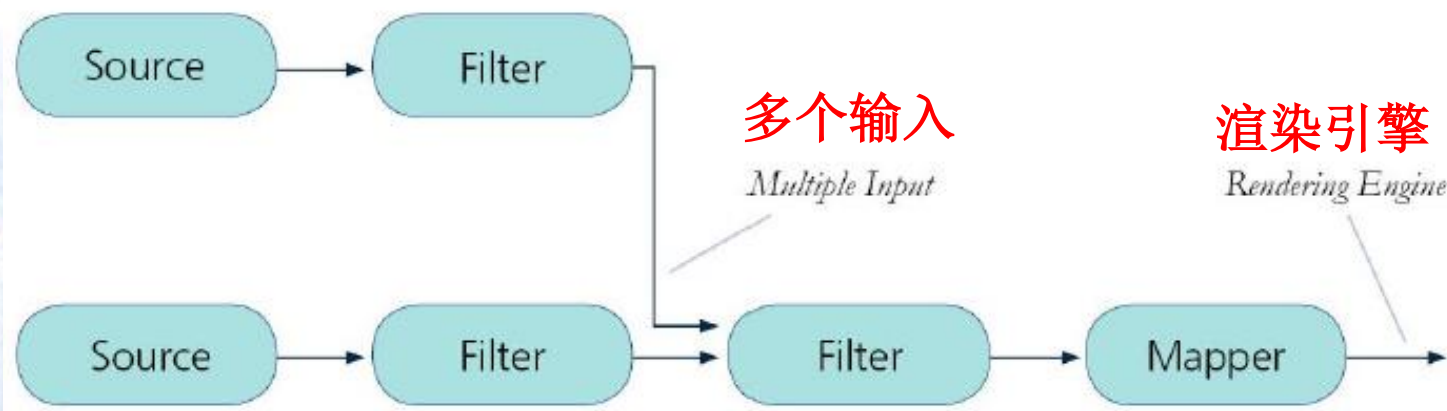 Source
Filter
多个输入
Multiple Input
渲染引擎
Rendering Engine
Source
Filter
Filter
Mapper